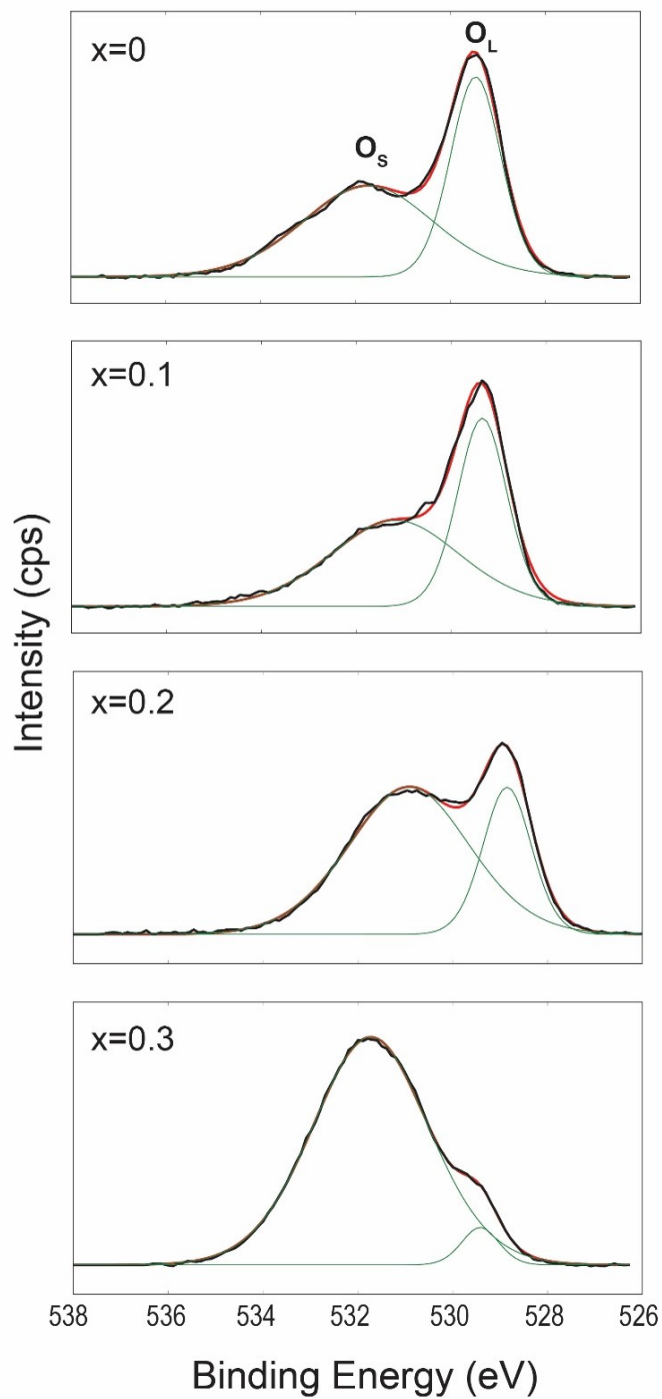 x=0
O_L
O_S
x=0.1
x=0.2
x=0.3
Intensity (cps)
538 536 534 532 530 528 526
Binding Energy (eV)